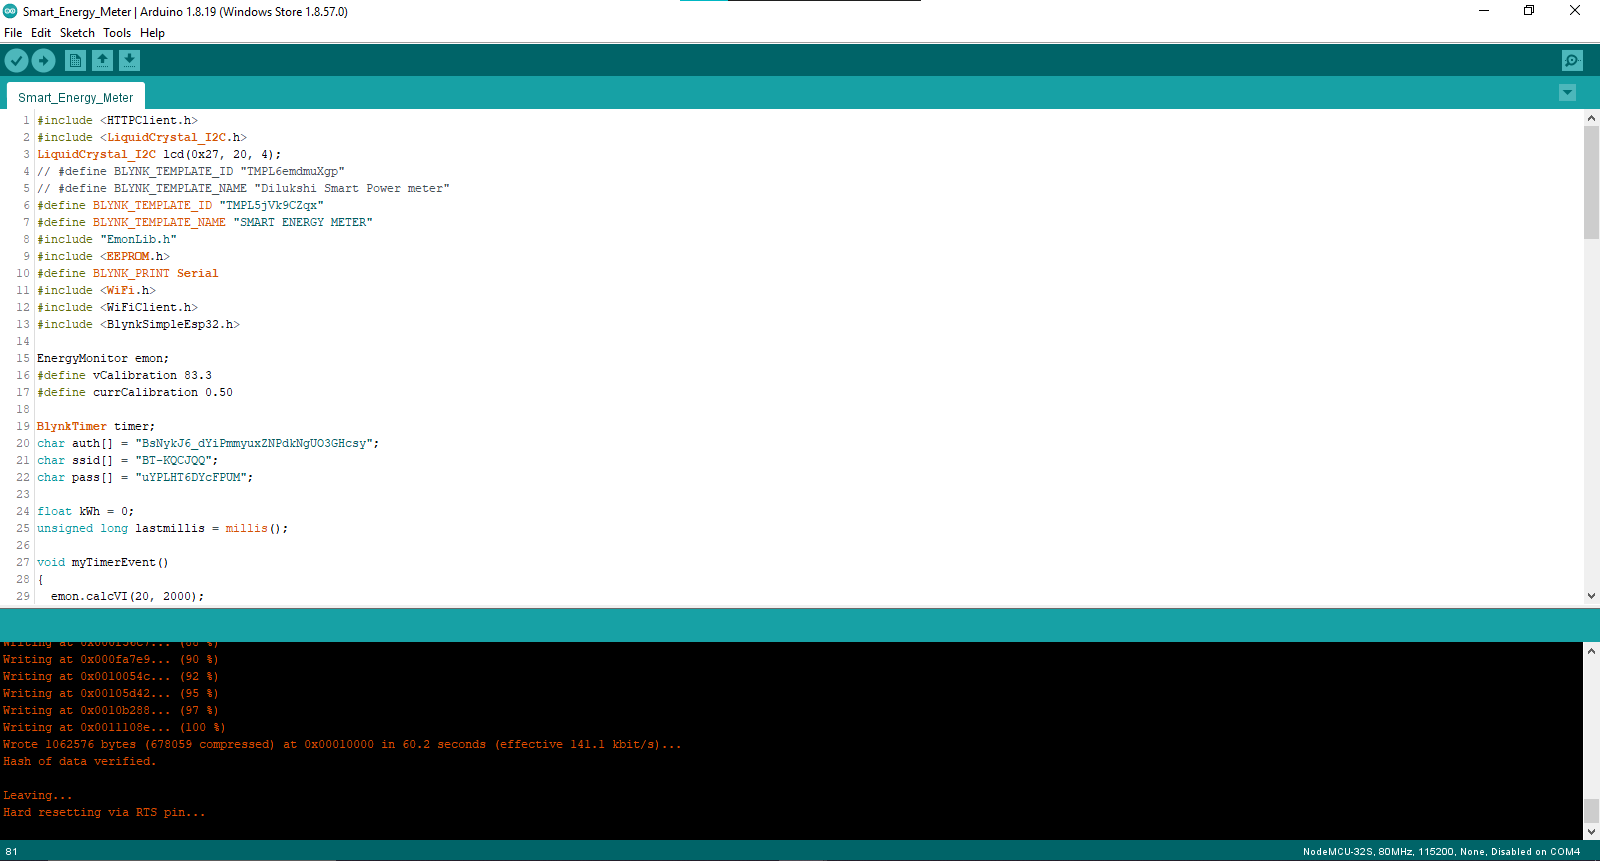 Smart_Energy_Meter | Arduino 1.8.19 (Windows Store 1.8.57.0)
File Edit Sketch Tools Help
Smart_Energy_Meter
1 #include <HTTPClient.h>
2 #include <LiquidCrystal_I2C.h>
3 LiquidCrystal_I2C lcd(0x27, 20, 4);
4 // #define BLYNK_TEMPLATE_ID "TMPL6emdmuXgp"
5 // #define BLYNK_TEMPLATE_NAME "Dilukshi Smart Power meter"
6 #define BLYNK_TEMPLATE_ID "TMPL5jVk9CZqx"
7 #define BLYNK_TEMPLATE_NAME "SMART ENERGY METER"
8 #include "EmonLib.h"
9 #include <EEPROM.h>
10 #define BLYNK_PRINT Serial
11 #include <WiFi.h>
12 #include <WiFiClient.h>
13 #include <BlynkSimpleEsp32.h>
14
15 EnergyMonitor emon;
16 #define vCalibration 83.3
17 #define currCalibration 0.50
18
19 BlynkTimer timer;
20 char auth[] = "BsNykJ6_dYiPmmyuxZNPdkNgUO3GHcsy";
21 char ssid[] = "BT-KQCJQQ";
22 char pass[] = "uYPLHT6DYcFPUM";
23
24 float kWh = 0;
25 unsigned long lastmillis = millis();
26
27 void myTimerEvent()
28 {
29 emon.calcVI(20, 2000);
Writing at 0x000fa7e9... (90 %)
Writing at 0x0010054c... (92 %)
Writing at 0x00105d42... (95 %)
Writing at 0x0010b288... (97 %)
Writing at 0x0011108e... (100 %)
Wrote 1062576 bytes (678059 compressed) at 0x00010000 in 60.2 seconds (effective 141.1 kbit/s)...
Hash of data verified.
Leaving...
Hard resetting via RTS pin...
81 NodeMCU-32S, 80MHz, 115200, None, Disabled on COM4